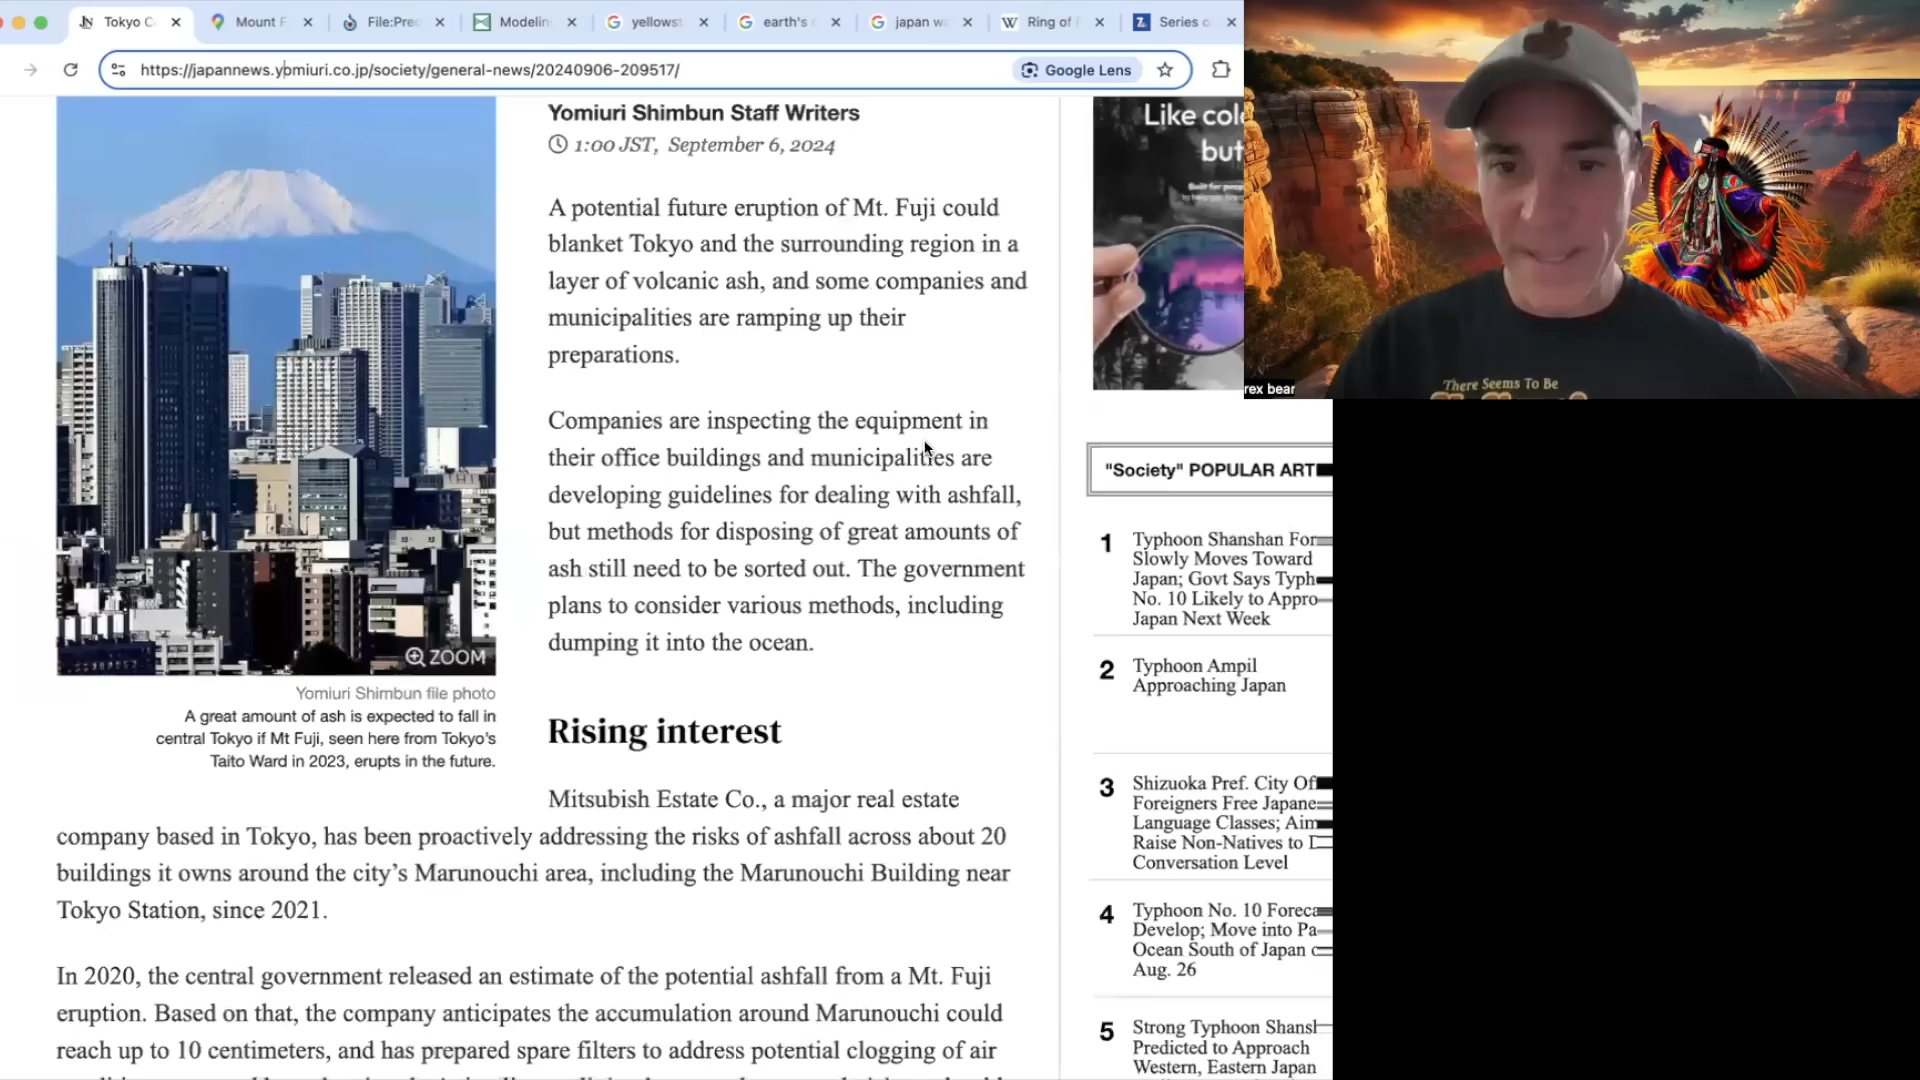 Tokyo C
Mount F
File:Prec
Modelin
yellowst
earth's
japan wa
Ring of
Series o
https://japannews.yomiuri.co.jp/society/general-news/20240906-209517/
Google Lens
Yomiuri Shimbun Staff Writers
1:00 JST, September 6, 2024
A potential future eruption of Mt. Fuji could
blanket Tokyo and the surrounding region in a
layer of volcanic ash, and some companies and
municipalities are ramping up their
preparations.
Companies are inspecting the equipment in
their office buildings and municipalities are
developing guidelines for dealing with ashfall,
but methods for disposing of great amounts of
ash still need to be sorted out. The government
plans to consider various methods, including
dumping it into the ocean.
ZOOM
Yomiuri Shimbun file photo
A great amount of ash is expected to fall in
central Tokyo if Mt Fuji, seen here from Tokyo's
Taito Ward in 2023, erupts in the future.
Rising interest
Mitsubish Estate Co., a major real estate
company based in Tokyo, has been proactively addressing the risks of ashfall across about 20
buildings it owns around the city's Marunouchi area, including the Marunouchi Building near
Tokyo Station, since 2021.
In 2020, the central government released an estimate of the potential ashfall from a Mt. Fuji
eruption. Based on that, the company anticipates the accumulation around Marunouchi could
reach up to 10 centimeters, and has prepared spare filters to address potential clogging of air
Like col
but
"Society" POPULAR ART
1
Typhoon Shanshan For
Slowly Moves Toward
Japan; Govt Says Typh
No. 10 Likely to Appro
Japan Next Week
2
Typhoon Ampil
Approaching Japan
3
Shizuoka Pref. City Of
Foreigners Free Japane
Language Classes; Aim
Raise Non-Natives to
Conversation Level
4
Typhoon No. 10 Foreca
Develop; Move into Pa
Ocean South of Japan
Aug. 26
5
Strong Typhoon Shans
Predicted to Approach
Western, Eastern Japan
rex bear
There Seems To Be